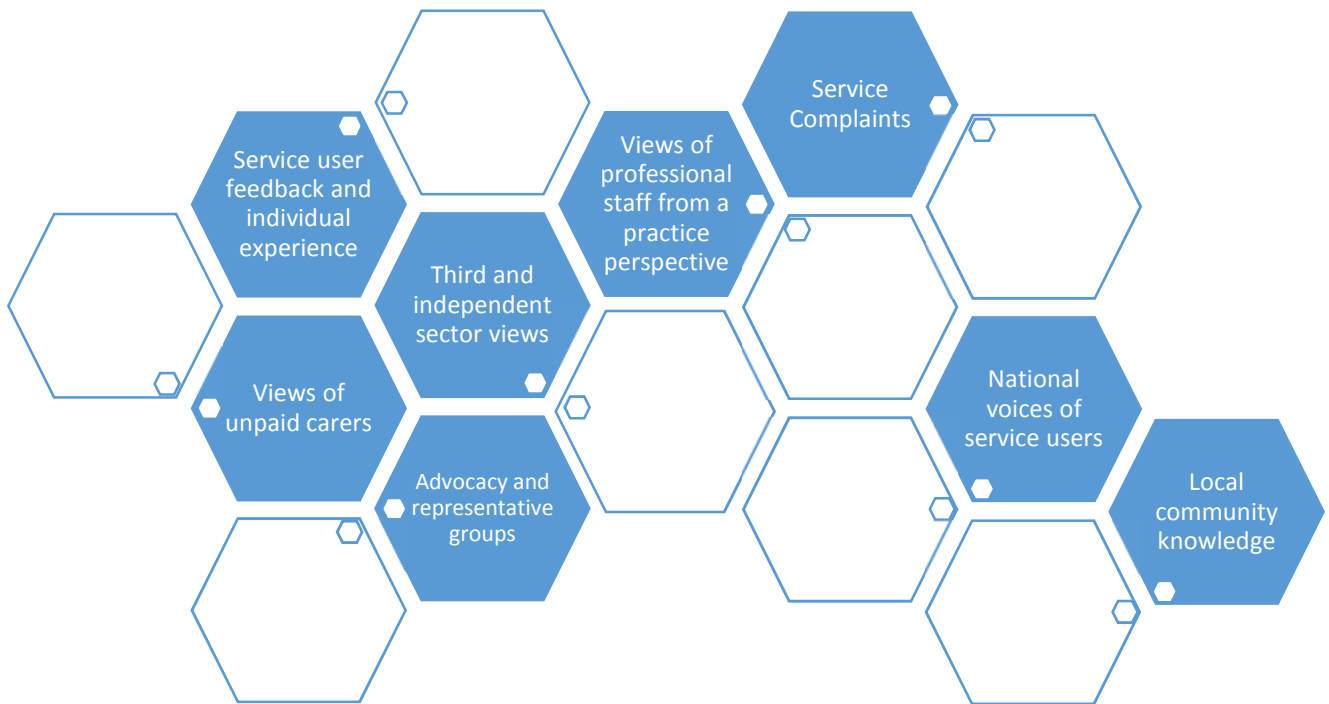 Service
Complaints
Service user
feedback and
individual
experience
Views of
professional
staff from a
practice
perspective
Third and
independent
sector views
Views of
unpaid carers
National
voices of
service users
Advocacy and
representative
groups
Local
community
knowledge